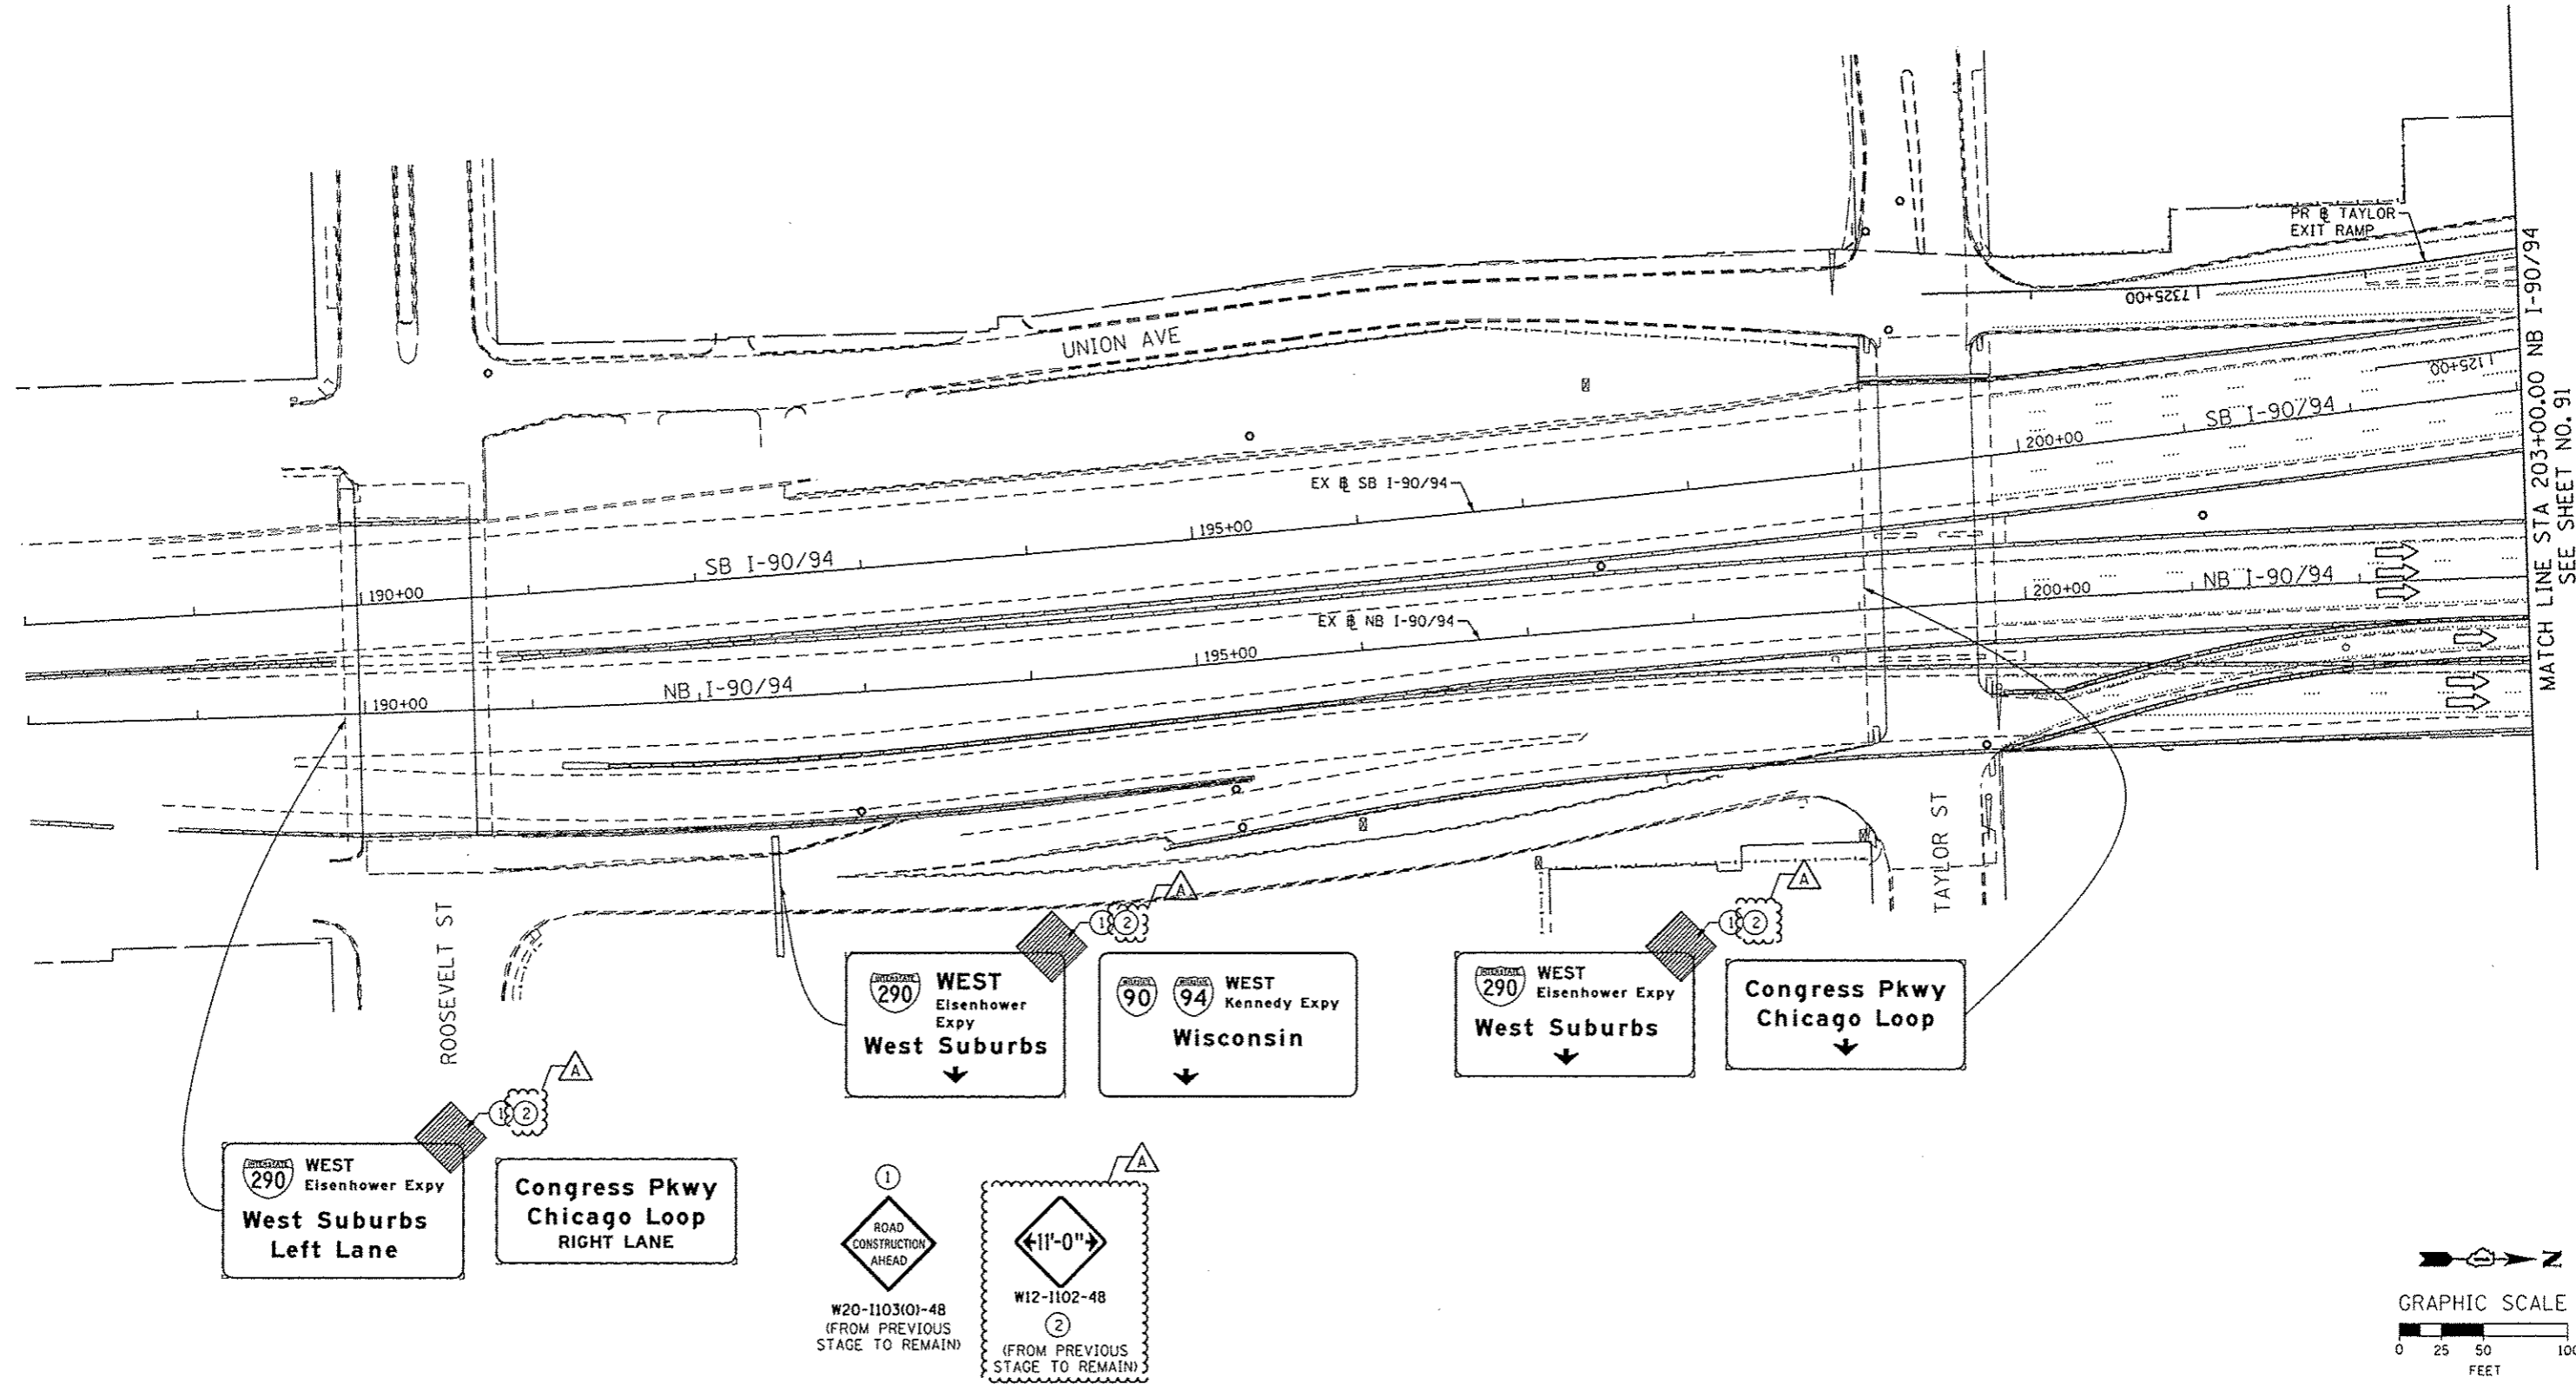 PR ℄ TAYLOR
EXIT RAMP
7325+00
UNION AVE
125+00
SB I-90/94
200+00
EX ℄ SB I-90/94
195+00
SB I-90/94
190+00
NB I-90/94
200+00
EX ℄ NB I-90/94
195+00
NB I-90/94
190+00
MATCH LINE STA 203+00.00 NB I-90/94
SEE SHEET NO. 91
ROOSEVELT ST
TAYLOR ST
A
1 2
INTERSTATE
290
WEST
Eisenhower
Expy
West Suburbs
INTERSTATE
90
INTERSTATE
94
WEST
Kennedy Expy
Wisconsin
A
1 2
INTERSTATE
290
WEST
Eisenhower Expy
West Suburbs
Congress Pkwy
Chicago Loop
A
1 2
INTERSTATE
290
WEST
Eisenhower Expy
West Suburbs
Left Lane
Congress Pkwy
Chicago Loop
RIGHT LANE
1
ROAD
CONSTRUCTION
AHEAD
W20-I103(O)-48
(FROM PREVIOUS
STAGE TO REMAIN)
A
11'-0"
W12-1102-48
2
(FROM PREVIOUS
STAGE TO REMAIN)
N
GRAPHIC SCALE
0 25 50 100
FEET